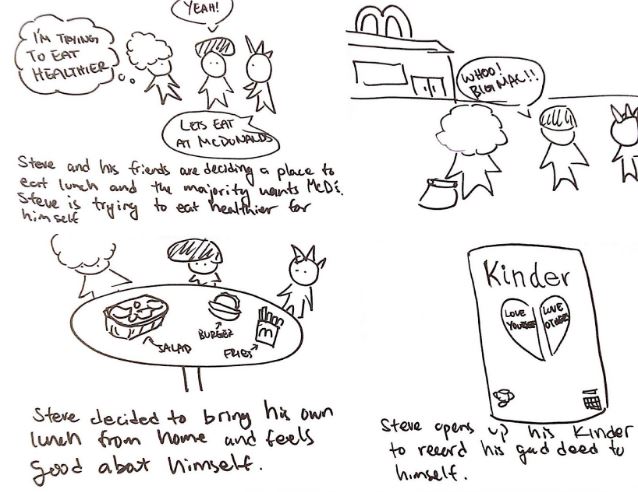 I'M TRYING
TO EAT
HEALTHIER
YEAH!
LETS EAT
AT MCDONALDS
Steve and his friends are deciding a place to
eat lunch and the majority wants McD's.
Steve is trying to eat healthier for
himself
WHOO!
BIG MAC!!
SALAD
BURGER
FRIES
m
Steve decided to bring his own
lunch from home and feels
good about himself.
Kinder
LOVE
YOURSELF
LOVE
OTHERS
Steve opens up his Kinder
to record his good deed to
himself.